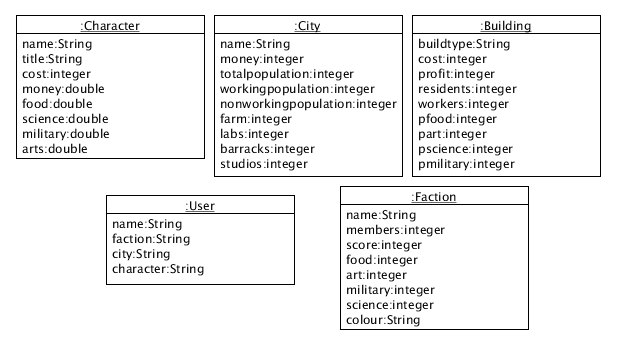 :Character
name:String
title:String
cost:integer
money:double
food:double
science:double
military:double
arts:double
:City
name:String
money:integer
totalpopulation:integer
workingpopulation:integer
nonworkingpopulation:integer
farm:integer
labs:integer
barracks:integer
studios:integer
:Building
buildtype:String
cost:integer
profit:integer
residents:integer
workers:integer
pfood:integer
part:integer
pscience:integer
pmilitary:integer
:User
name:String
faction:String
city:String
character:String
:Faction
name:String
members:integer
score:integer
food:integer
art:integer
military:integer
science:integer
colour:String